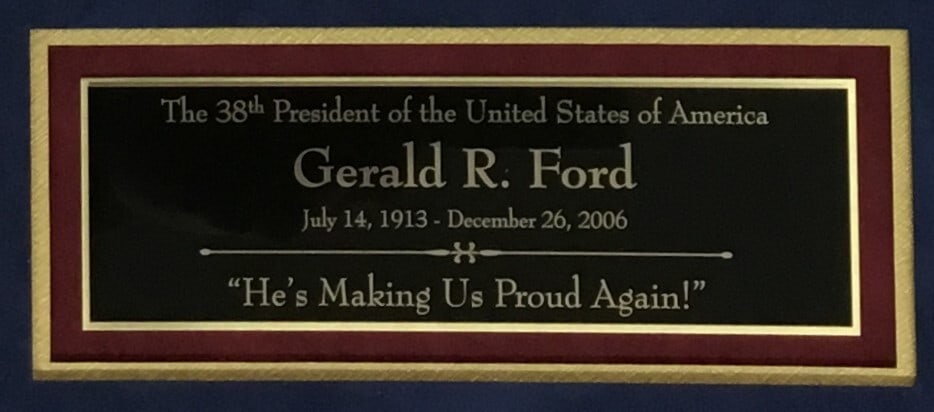 The 38th President of the United States of America
Gerald R. Ford
July 14, 1913 - December 26, 2006
“He’s Making Us Proud Again!”